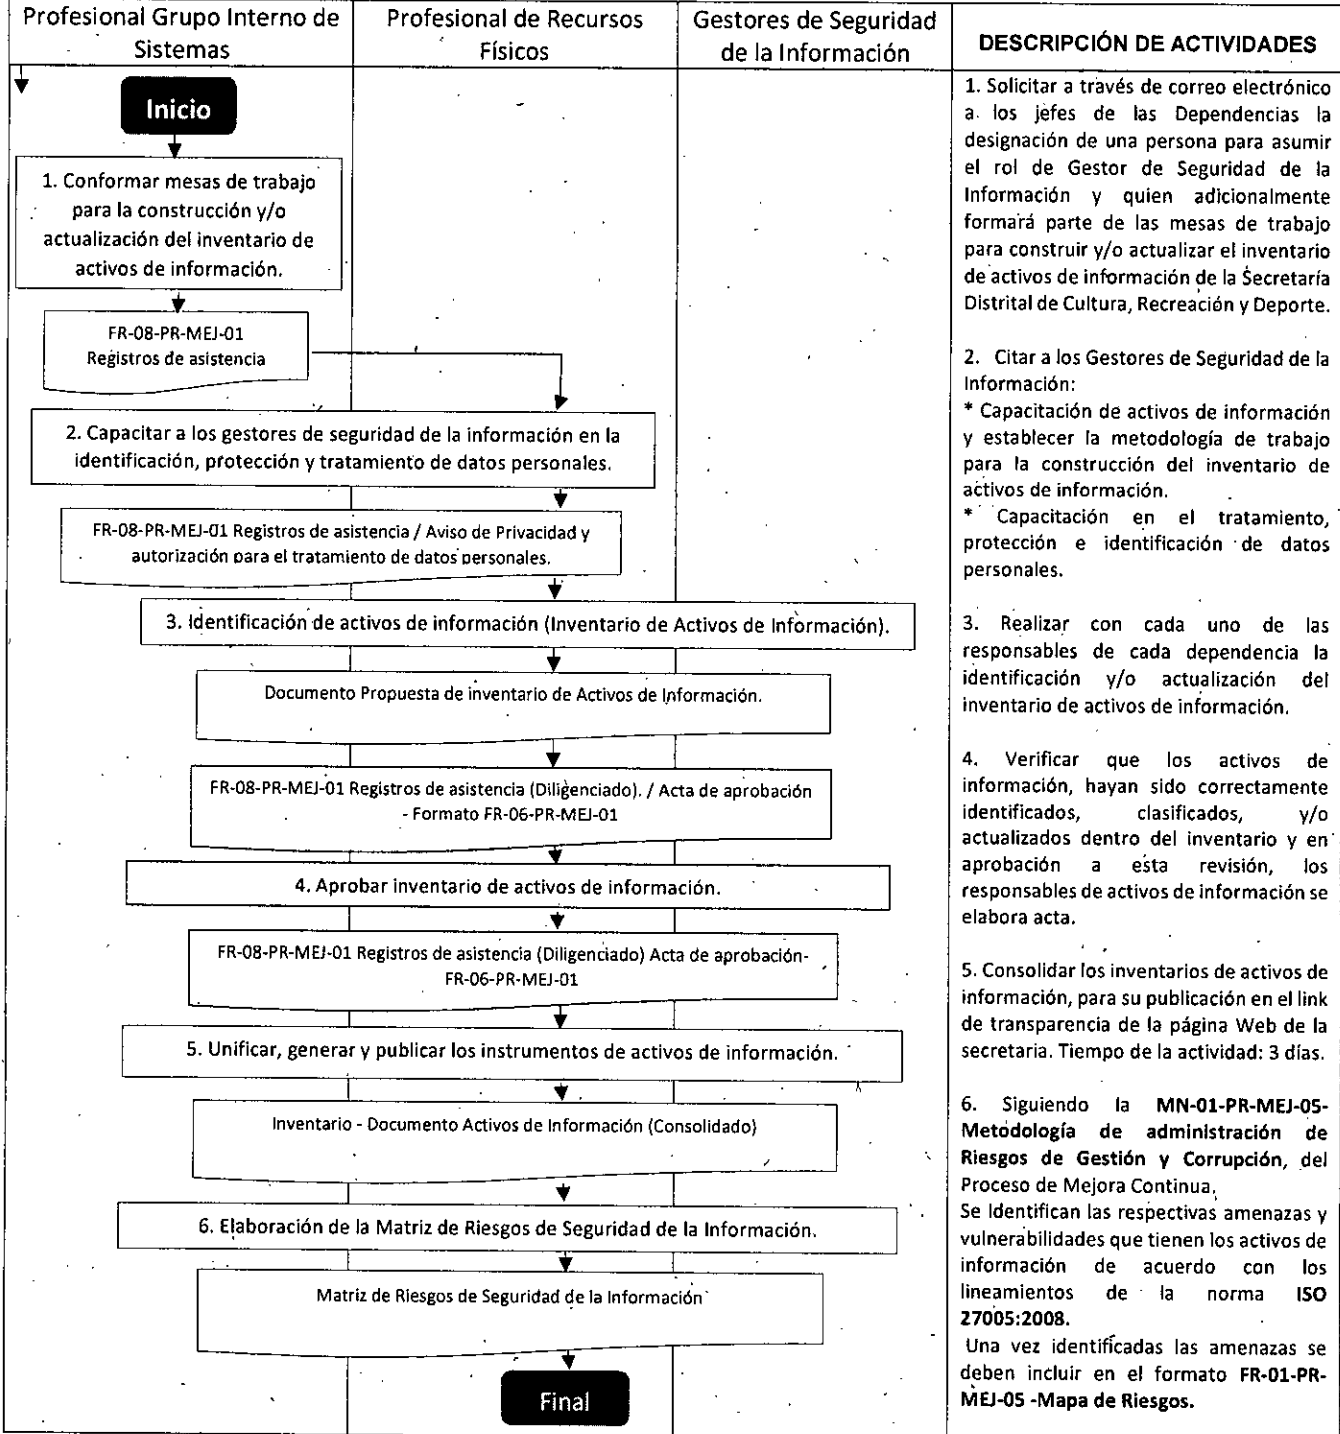 Profesional Grupo Interno de
Sistemas
Profesional de Recursos
Físicos
Gestores de Seguridad
de la Información
DESCRIPCIÓN DE ACTIVIDADES
Inicio
1. Conformar mesas de trabajo
para la construcción y/o
actualización del inventario de
activos de información.
FR-08-PR-MEJ-01
Registros de asistencia
2. Capacitar a los gestores de seguridad de la información en la
identificación, protección y tratamiento de datos personales.
FR-08-PR-MEJ-01 Registros de asistencia / Aviso de Privacidad y
autorización para el tratamiento de datos personales.
3. Identificación de activos de información (Inventario de Activos de Información).
Documento Propuesta de inventario de Activos de Información.
FR-08-PR-MEJ-01 Registros de asistencia (Diligenciado). / Acta de aprobación
- Formato FR-06-PR-MEJ-01
4. Aprobar inventario de activos de información.
FR-08-PR-MEJ-01 Registros de asistencia (Diligenciado) Acta de aprobación-
FR-06-PR-MEJ-01
5. Unificar, generar y publicar los instrumentos de activos de información.
Inventario - Documento Activos de Información (Consolidado)
6. Elaboración de la Matriz de Riesgos de Seguridad de la Información.
Matriz de Riesgos de Seguridad de la Información
Final
1. Solicitar a través de correo electrónico
a los jefes de las Dependencias la
designación de una persona para asumir
el rol de Gestor de Seguridad de la
Información y quien adicionalmente
formará parte de las mesas de trabajo
para construir y/o actualizar el inventario
de activos de información de la Secretaría
Distrital de Cultura, Recreación y Deporte.
2. Citar a los Gestores de Seguridad de la
Información:
* Capacitación de activos de información
y establecer la metodología de trabajo
para la construcción del inventario de
activos de información.
* Capacitación en el tratamiento,
protección e identificación de datos
personales.
3. Realizar con cada uno de las
responsables de cada dependencia la
identificación y/o actualización del
inventario de activos de información.
4. Verificar que los activos de
información, hayan sido correctamente
identificados, clasificados, y/o
actualizados dentro del inventario y en
aprobación a esta revisión, los
responsables de activos de información se
elabora acta.
5. Consolidar los inventarios de activos de
información, para su publicación en el link
de transparencia de la página Web de la
secretaria. Tiempo de la actividad: 3 días.
6. Siguiendo la MN-01-PR-MEJ-05-
Metodología de administración de
Riesgos de Gestión y Corrupción, del
Proceso de Mejora Continua,
Se Identifican las respectivas amenazas y
vulnerabilidades que tienen los activos de
información de acuerdo con los
lineamientos de la norma ISO
27005:2008.
Una vez identificadas las amenazas se
deben incluir en el formato FR-01-PR-
MEJ-05 -Mapa de Riesgos.